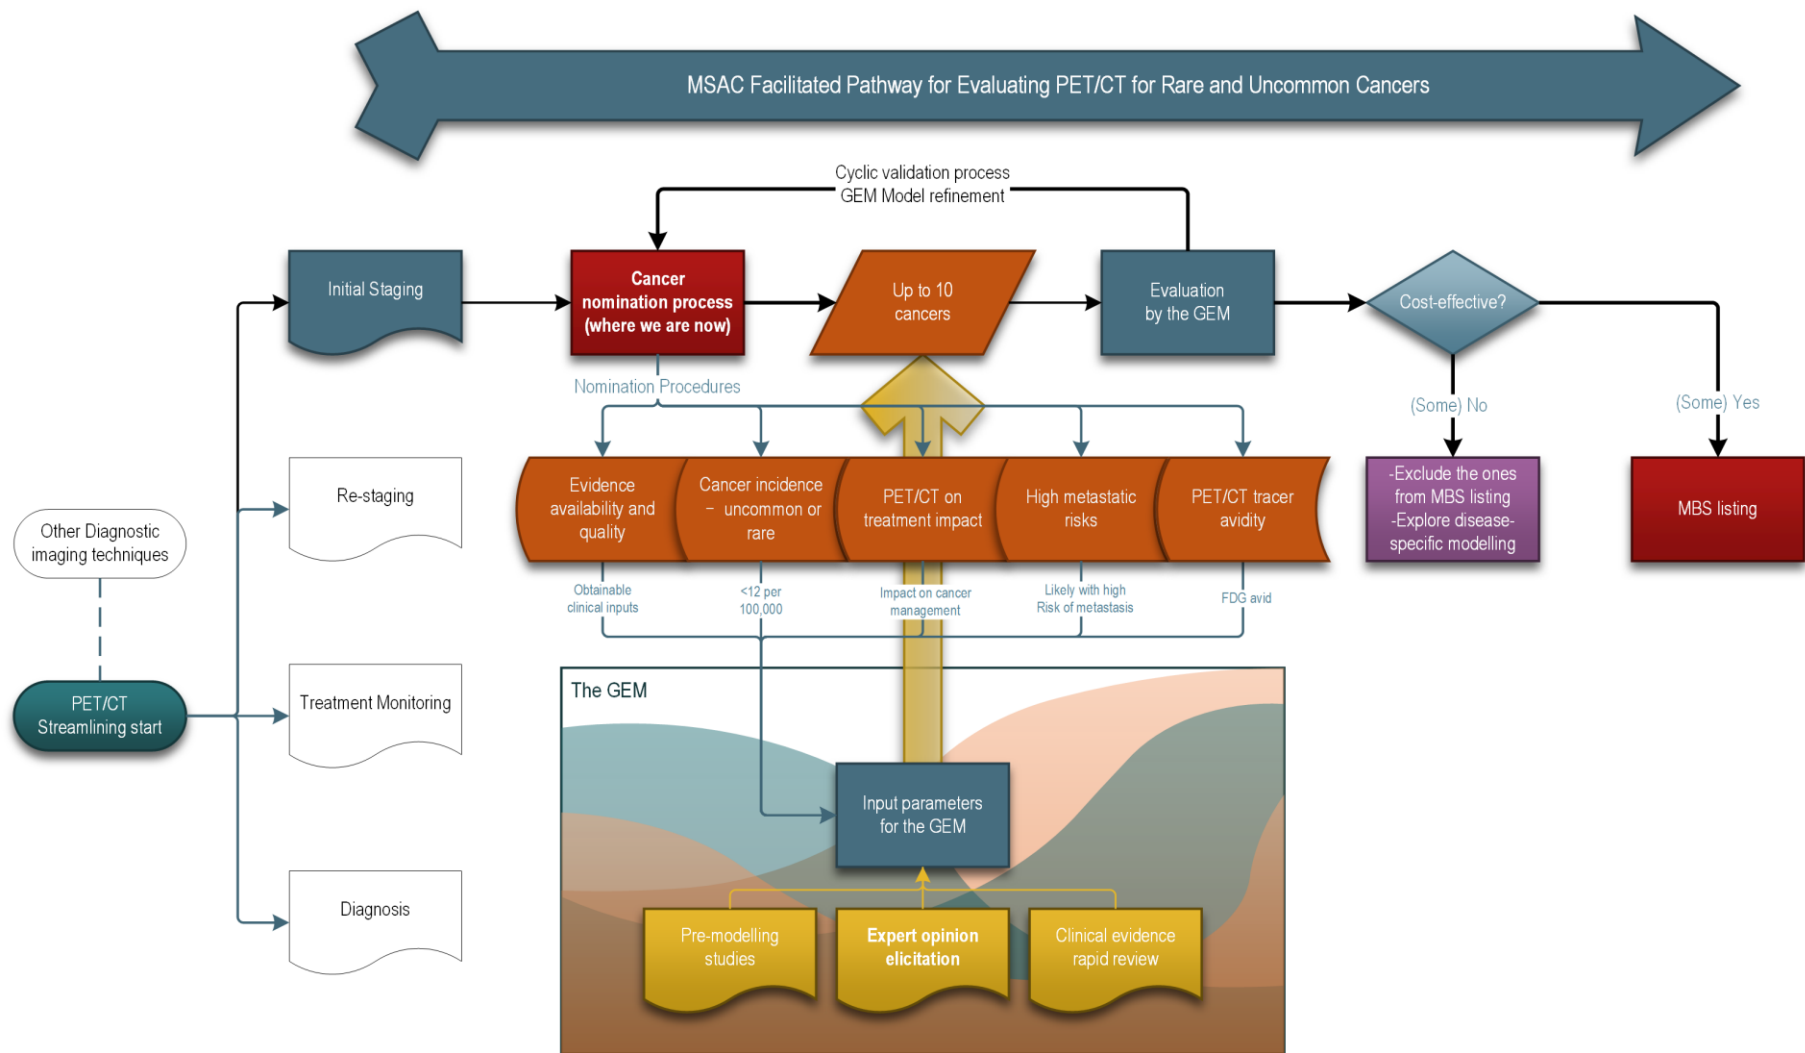 MSAC Facilitated Pathway for Evaluating PET/CT for Rare and Uncommon Cancers
Cyclic validation process
GEM Model refinement
Initial Staging
Cancer
nomination process
(where we are now)
Up to 10
cancers
Evaluation
by the GEM
Cost-effective?
Nomination Procedures
(Some) No
(Some) Yes
Re-staging
Evidence
availability and
quality
Cancer incidence
– uncommon or
rare
PET/CT on
treatment impact
High metastatic
risks
PET/CT tracer
avidity
-Exclude the ones
from MBS listing
-Explore disease-
specific modelling
MBS listing
Other Diagnostic
imaging techniques
Obtainable
clinical inputs
<12 per
100,000
Impact on cancer
management
Likely with high
Risk of metastasis
FDG avid
PET/CT
Streamlining start
Treatment Monitoring
The GEM
Input parameters
for the GEM
Diagnosis
Pre-modelling
studies
Expert opinion
elicitation
Clinical evidence
rapid review